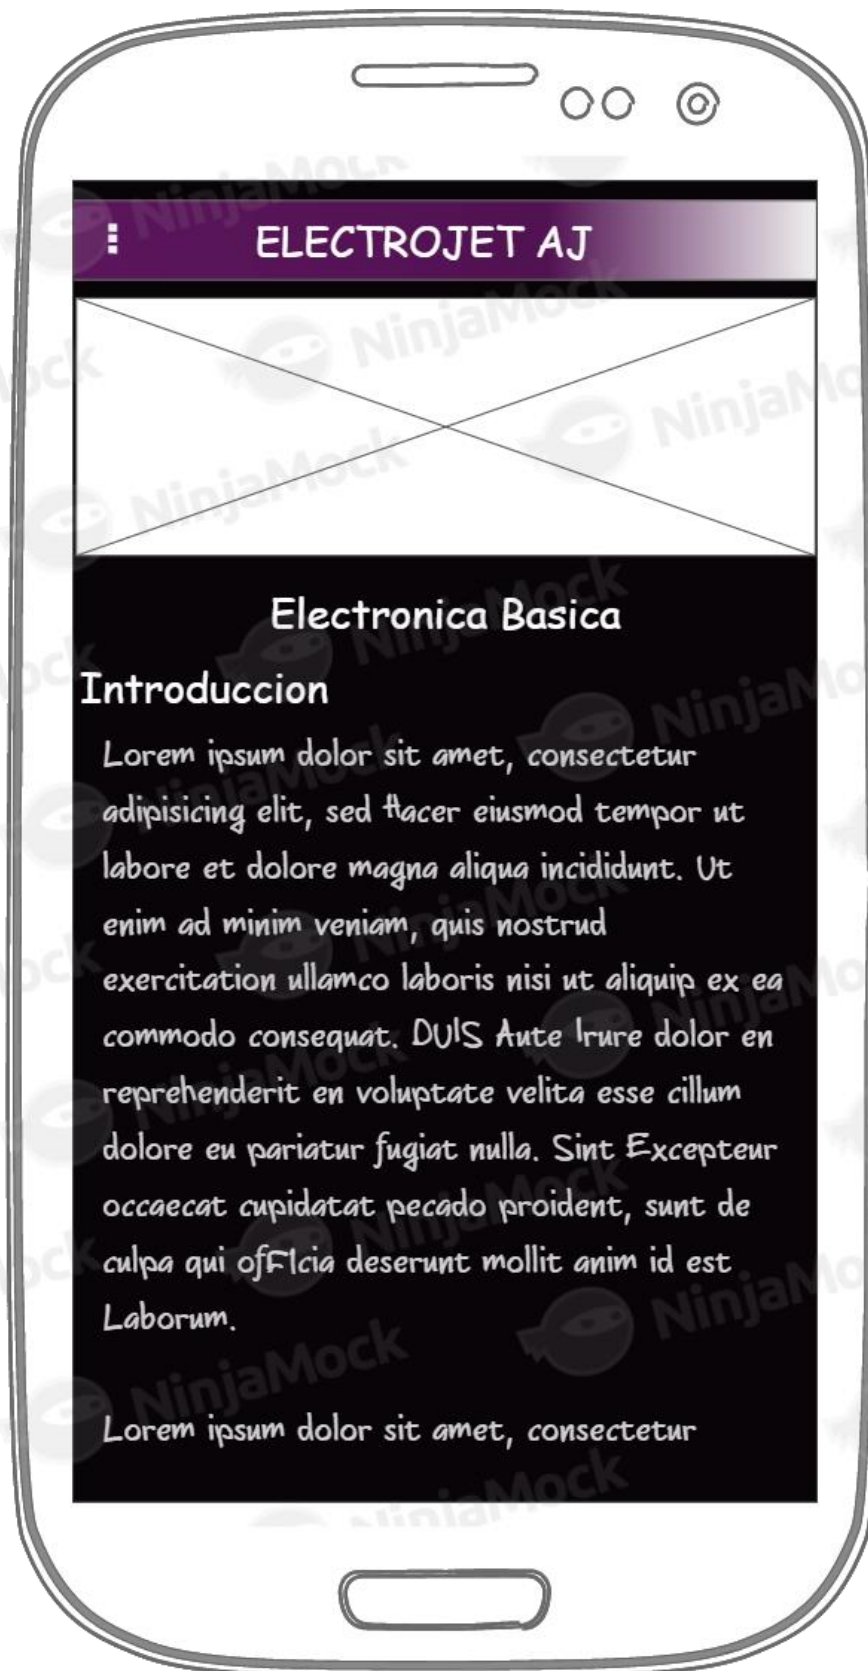 ELECTROJET AJ
Electronica Basica
Introduccion
Lorem ipsum dolor sit amet, consectetur
adipisicing elit, sed Hacer eiusmod tempor ut
labore et dolore magna aliqua incididunt. Ut
enim ad minim veniam, quis nostrud
exercitation ullamco laboris nisi ut aliquip ex ea
commodo consequat. DUIS Aute Irure dolor en
reprehenderit en voluptate velita esse cillum
dolore eu pariatur fugiat nulla. Sint Excepteur
occaecat cupidatat pecado proident, sunt de
culpa qui ofFIcia deserunt mollit anim id est
Laborum.
Lorem ipsum dolor sit amet, consectetur
NinjaMock